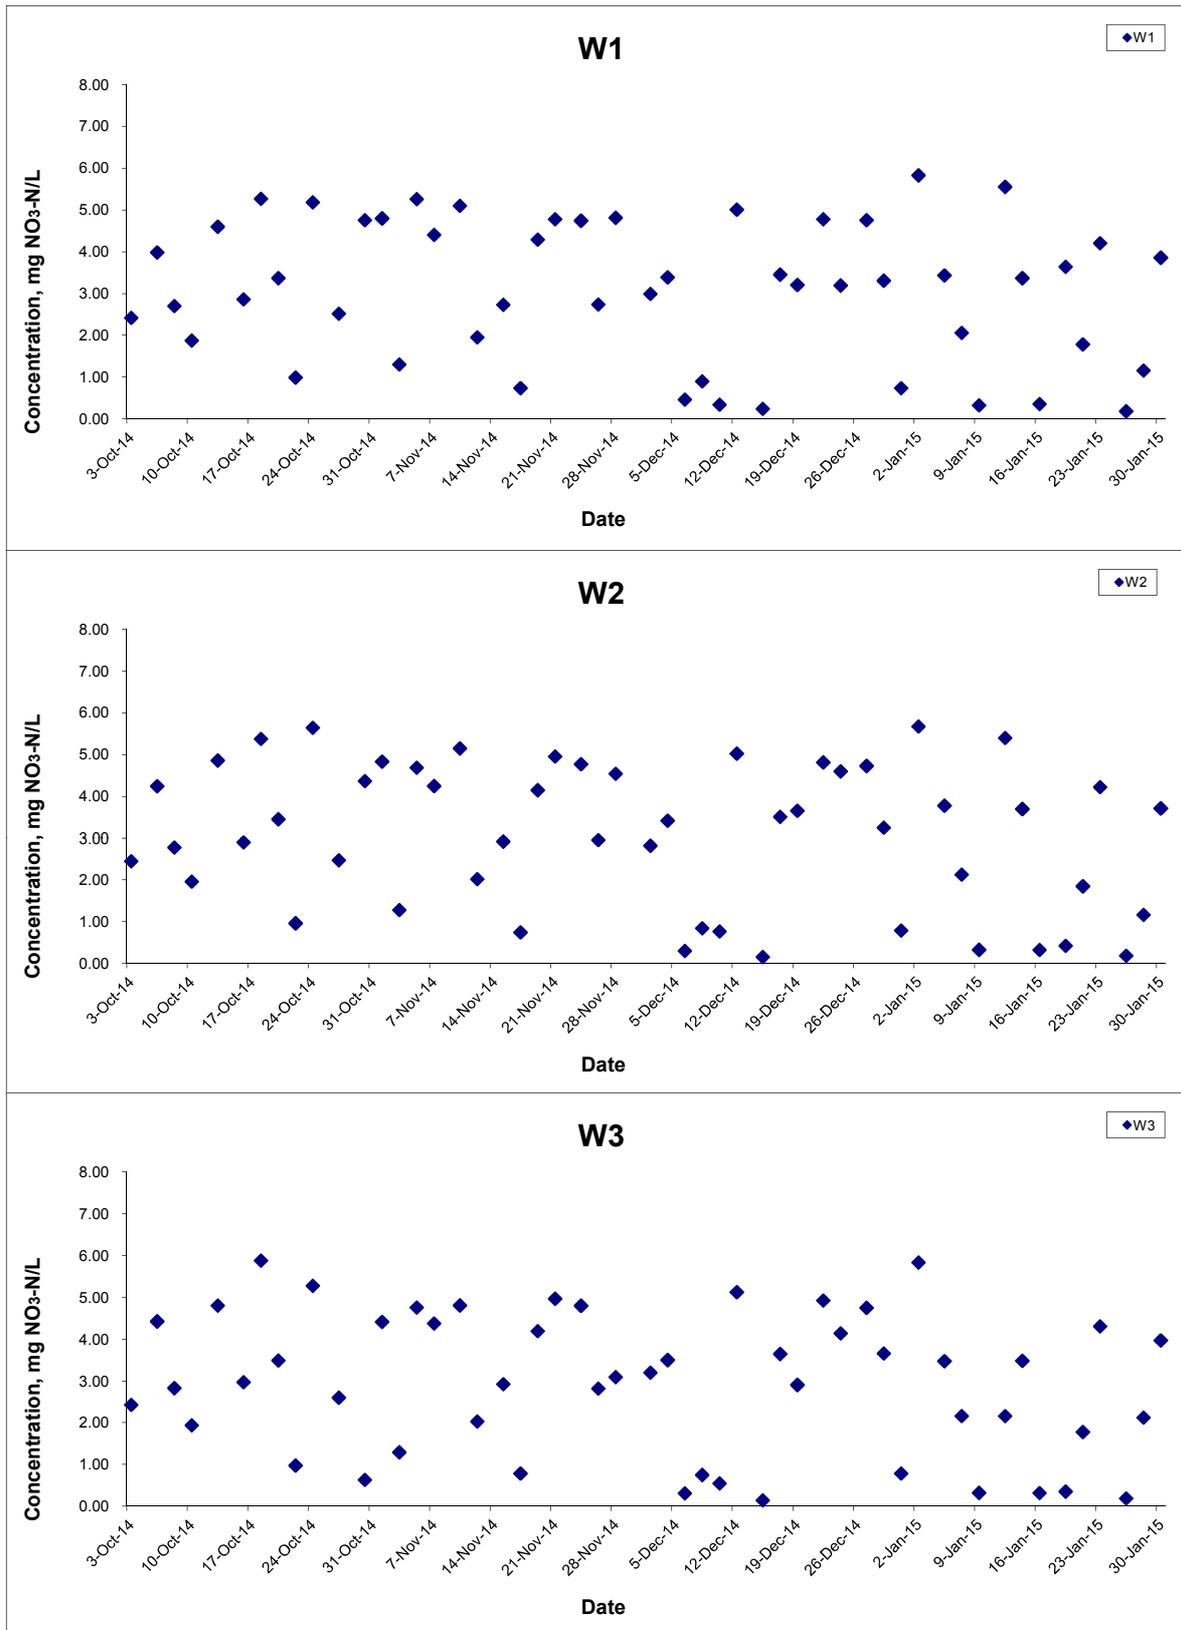 W1
W1
Concentration, mg NO3-N/L
8.00
7.00
6.00
5.00
4.00
3.00
2.00
1.00
0.00
3-Oct-14
10-Oct-14
17-Oct-14
24-Oct-14
31-Oct-14
7-Nov-14
14-Nov-14
21-Nov-14
28-Nov-14
5-Dec-14
12-Dec-14
19-Dec-14
26-Dec-14
2-Jan-15
9-Jan-15
16-Jan-15
23-Jan-15
30-Jan-15
Date
W2
W2
Concentration, mg NO3-N/L
8.00
7.00
6.00
5.00
4.00
3.00
2.00
1.00
0.00
3-Oct-14
10-Oct-14
17-Oct-14
24-Oct-14
31-Oct-14
7-Nov-14
14-Nov-14
21-Nov-14
28-Nov-14
5-Dec-14
12-Dec-14
19-Dec-14
26-Dec-14
2-Jan-15
9-Jan-15
16-Jan-15
23-Jan-15
30-Jan-15
Date
W3
W3
Concentration, mg NO3-N/L
8.00
7.00
6.00
5.00
4.00
3.00
2.00
1.00
0.00
3-Oct-14
10-Oct-14
17-Oct-14
24-Oct-14
31-Oct-14
7-Nov-14
14-Nov-14
21-Nov-14
28-Nov-14
5-Dec-14
12-Dec-14
19-Dec-14
26-Dec-14
2-Jan-15
9-Jan-15
16-Jan-15
23-Jan-15
30-Jan-15
Date